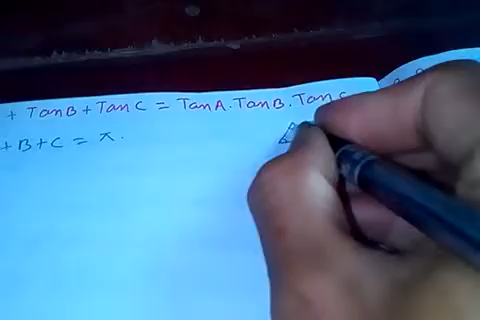 + TanB + TanC = TanA . TanB . Tan C
+B+C = π.